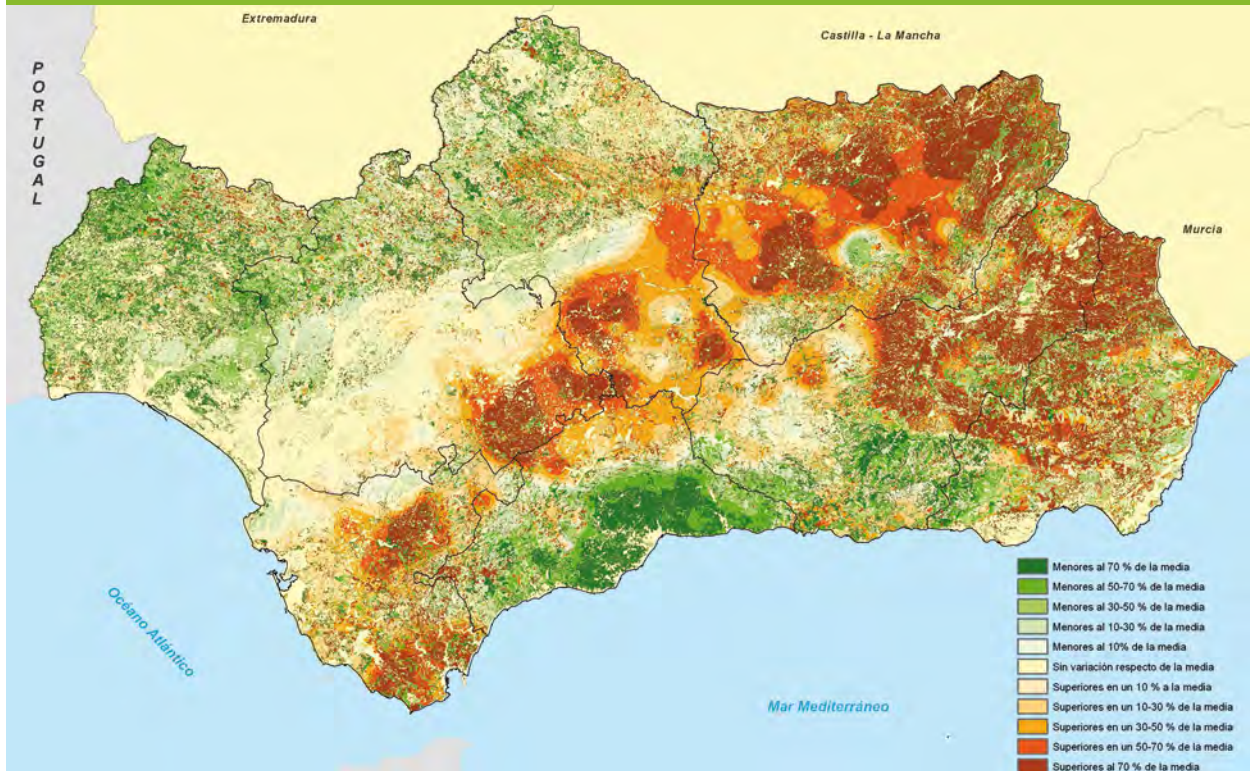 Extremadura
Castilla - La Mancha
PORTUGAL
Murcia
Océano Atlántico
Mar Mediterráneo
Menores al 70 % de la media
Menores al 50-70 % de la media
Menores al 30-50 % de la media
Menores al 10-30 % de la media
Menores al 10% de la media
Sin variación respecto de la media
Superiores en un 10 % a la media
Superiores en un 10-30 % de la media
Superiores en un 30-50 % de la media
Superiores en un 50-70 % de la media
Superiores al 70 % de la media